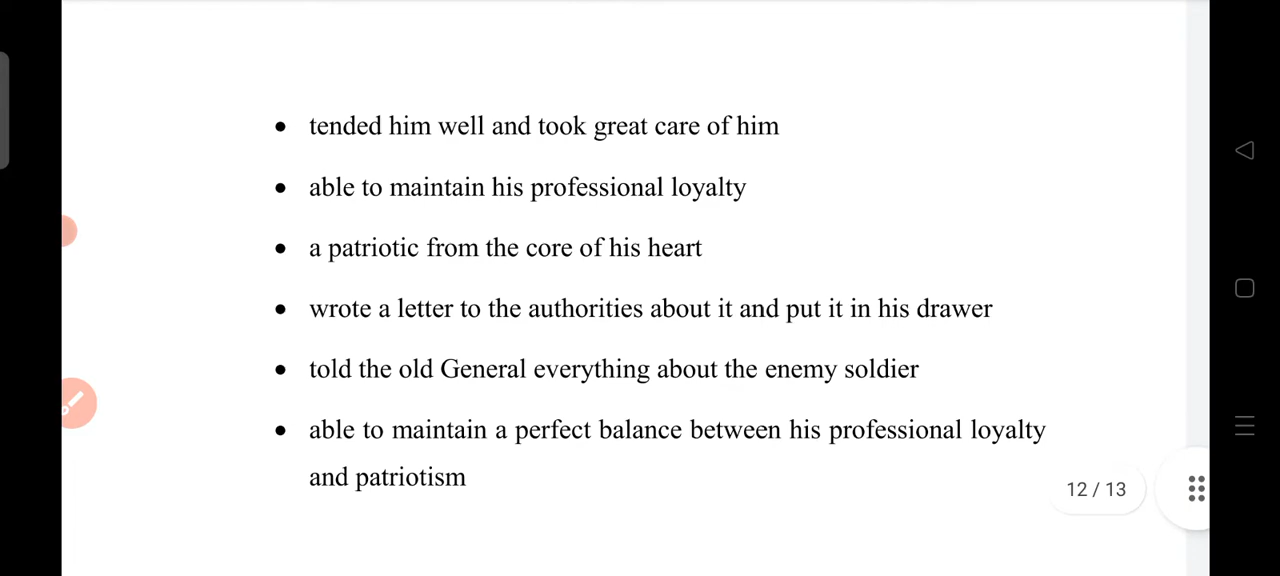 • tended him well and took great care of him
• able to maintain his professional loyalty
• a patriotic from the core of his heart
• wrote a letter to the authorities about it and put it in his drawer
• told the old General everything about the enemy soldier
• able to maintain a perfect balance between his professional loyalty
and patriotism
12 / 13